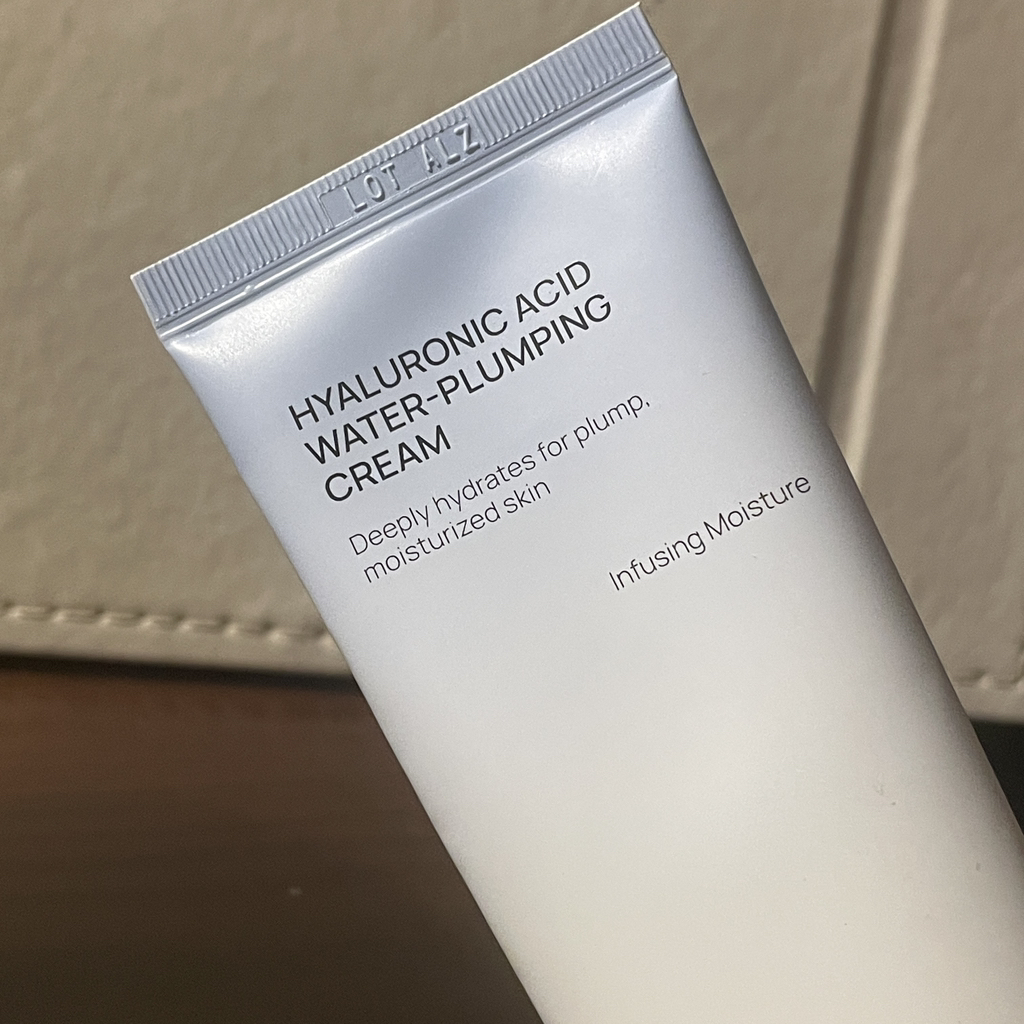 LOT ALZ
HYALURONIC ACID
WATER-PLUMPING
CREAM
Deeply hydrates for plump,
moisturized skin
Infusing Moisture